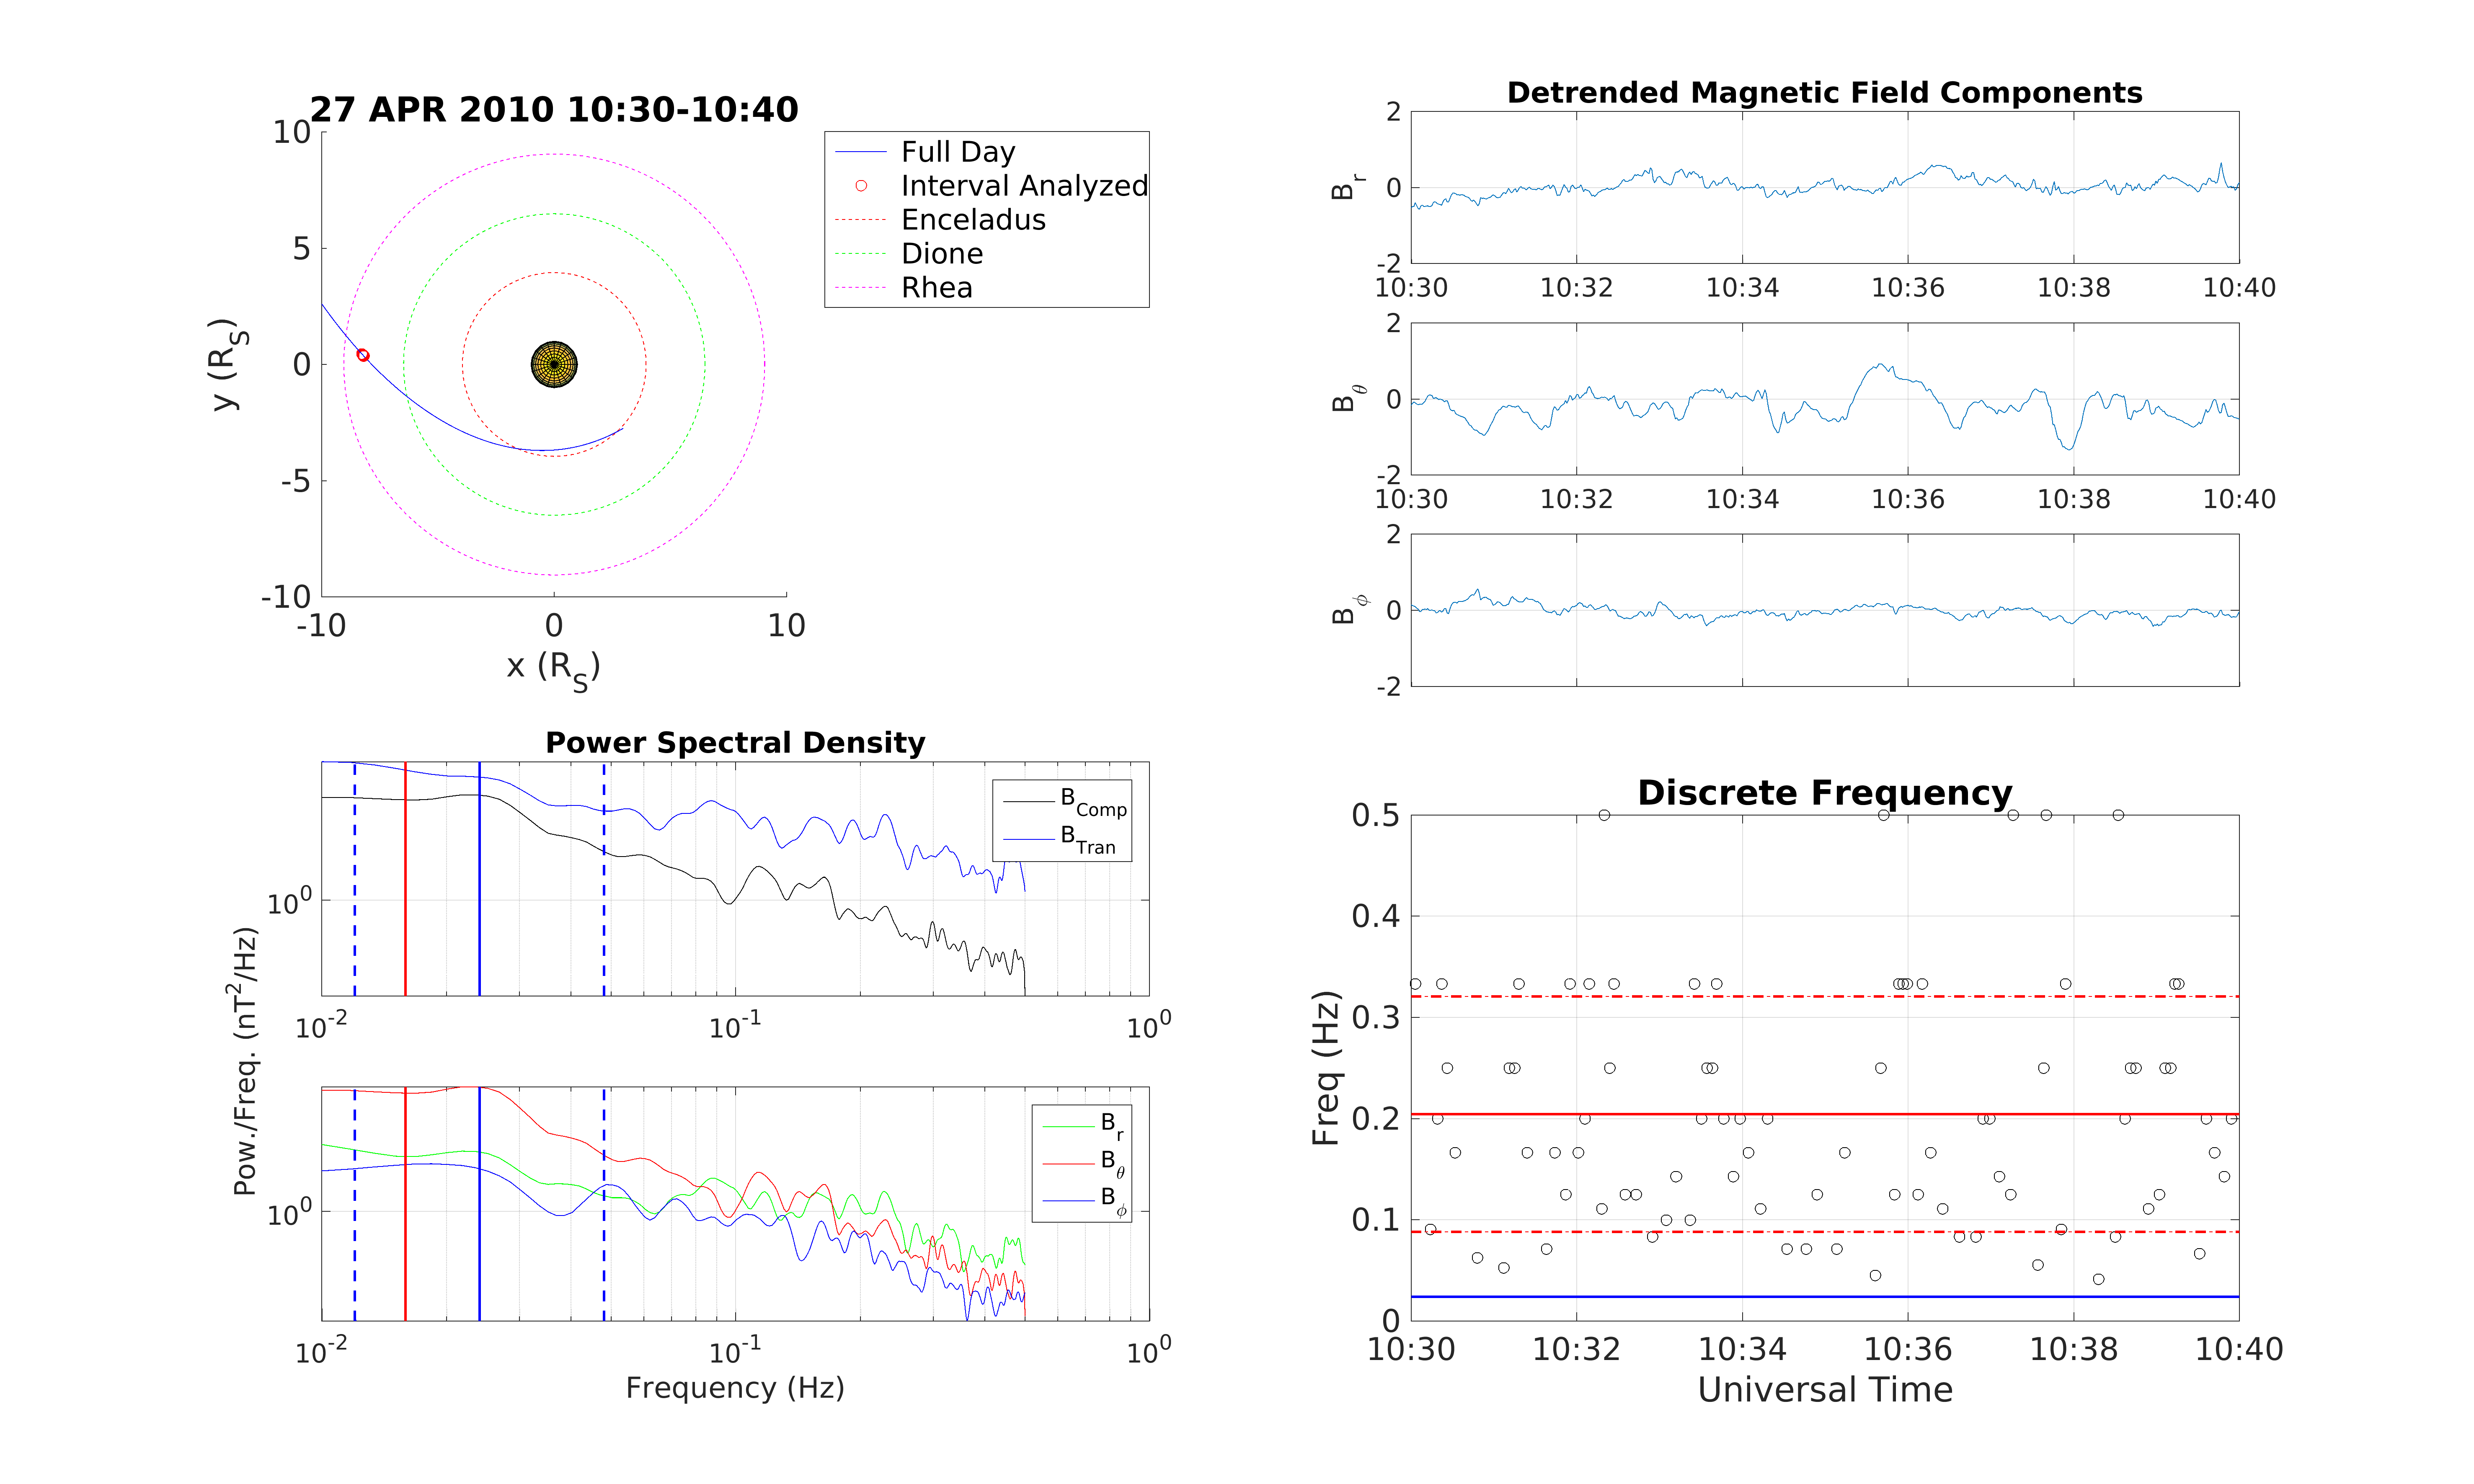 27 APR 2010 10:30-10:40
10
5
0
-5
-10
-10 0 10
y (R_S)
x (R_S)
Full Day
Interval Analyzed
Enceladus
Dione
Rhea
Detrended Magnetic Field Components
2
0
-2
B_r
10:30 10:32 10:34 10:36 10:38 10:40
2
0
-2
B_θ
10:30 10:32 10:34 10:36 10:38 10:40
2
0
-2
B_ϕ
Power Spectral Density
10^0
10^-2 10^-1 10^0
B_Comp
B_Tran
Pow./Freq. (nT^2/Hz)
10^0
10^-2 10^-1 10^0
B_r
B_θ
B_ϕ
Frequency (Hz)
Discrete Frequency
0.5
0.4
0.3
0.2
0.1
0
Freq (Hz)
10:30 10:32 10:34 10:36 10:38 10:40
Universal Time